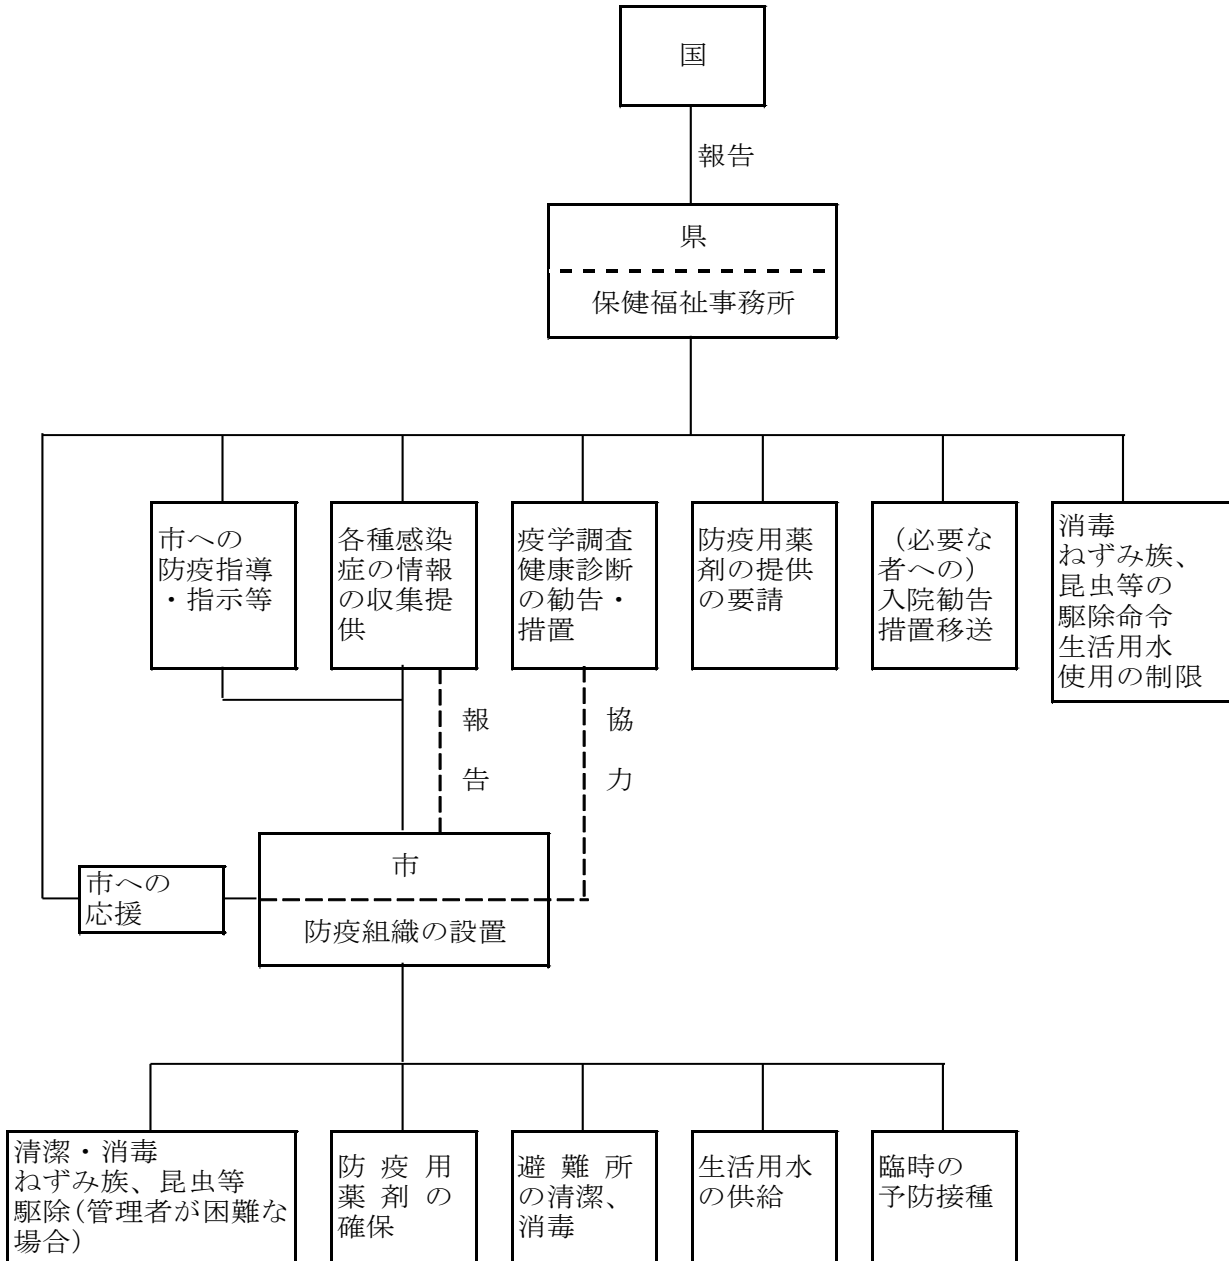 国
報告
県
保健福祉事務所
市への
防疫指導
・指示等
各種感染
症の情報
の収集提
供
疫学調査
健康診断
の勧告・
措置
防疫用薬
剤の提供
の要請
（必要な
者への）
入院勧告
措置移送
消毒
ねずみ族、
昆虫等の
駆除命令
生活用水
使用の制限
報
告
協
力
市への
応援
市
防疫組織の設置
清潔・消毒
ねずみ族、昆虫等
駆除(管理者が困難な
場合)
防疫用
薬剤の
確保
避難所
の清潔、
消毒
生活用水
の供給
臨時の
予防接種